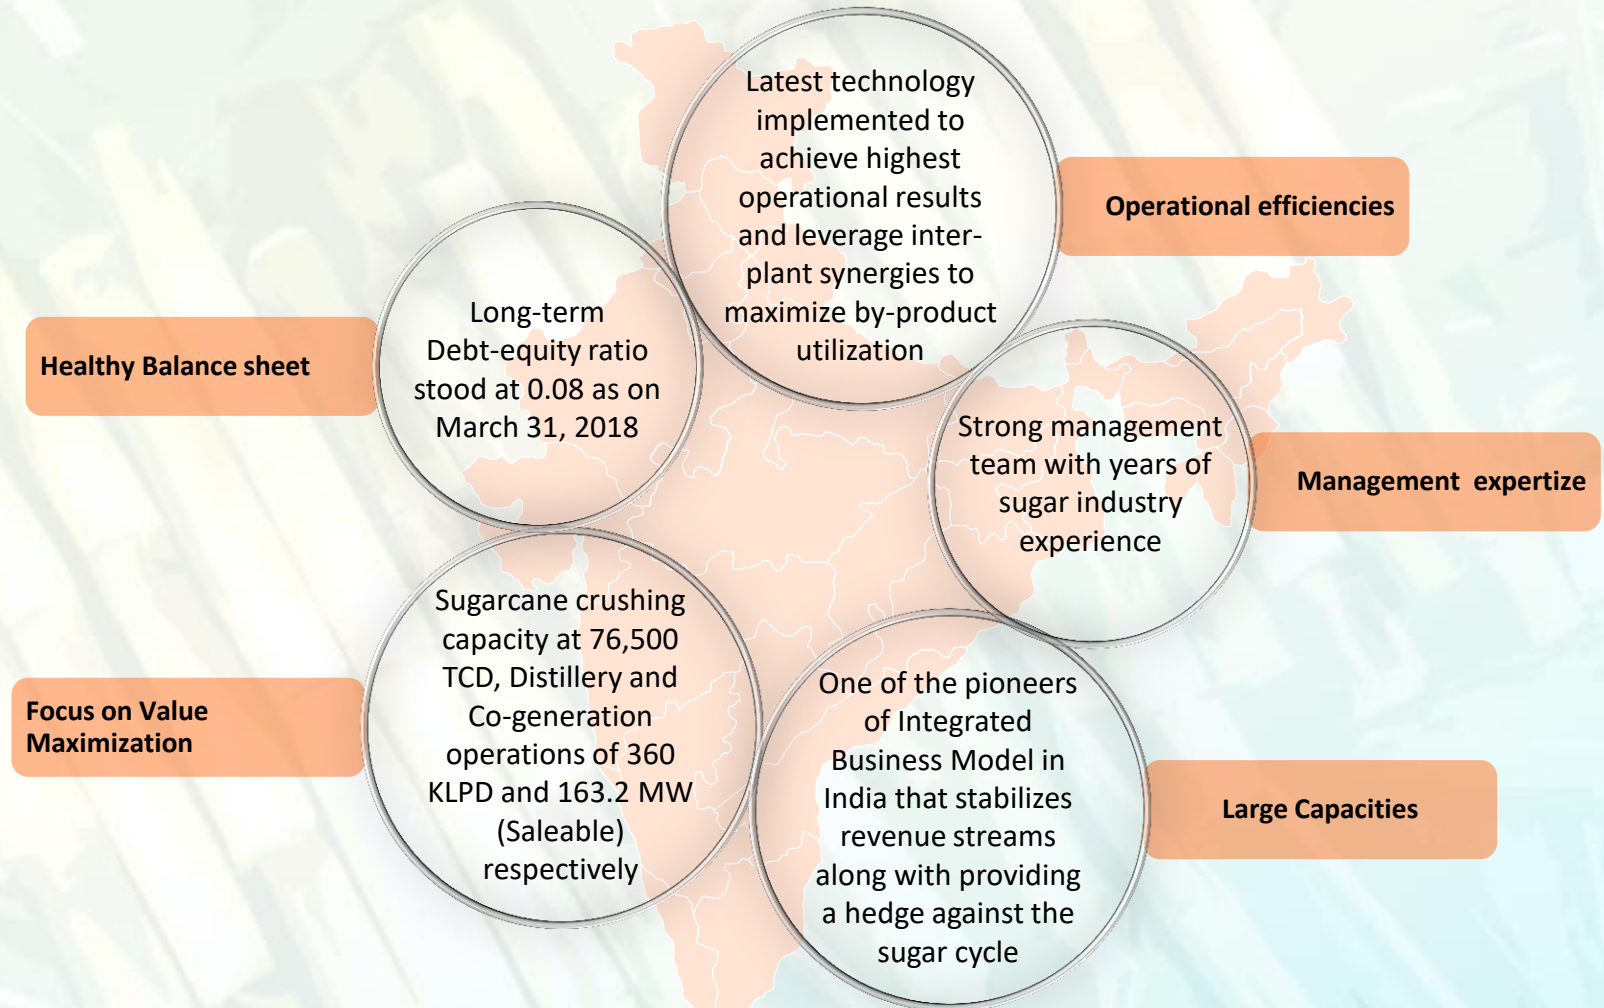 Latest technology
implemented to
achieve highest
operational results
and leverage inter-
plant synergies to
maximize by-product
utilization
Operational efficiencies
Healthy Balance sheet
Long-term
Debt-equity ratio
stood at 0.08 as on
March 31, 2018
Strong management
team with years of
sugar industry
experience
Management  expertize
Focus on Value
Maximization
Sugarcane crushing
capacity at 76,500
TCD, Distillery and
Co-generation
operations of 360
KLPD and 163.2 MW
(Saleable)
respectively
One of the pioneers
of Integrated
Business Model in
India that stabilizes
revenue streams
along with providing
a hedge against the
sugar cycle
Large Capacities